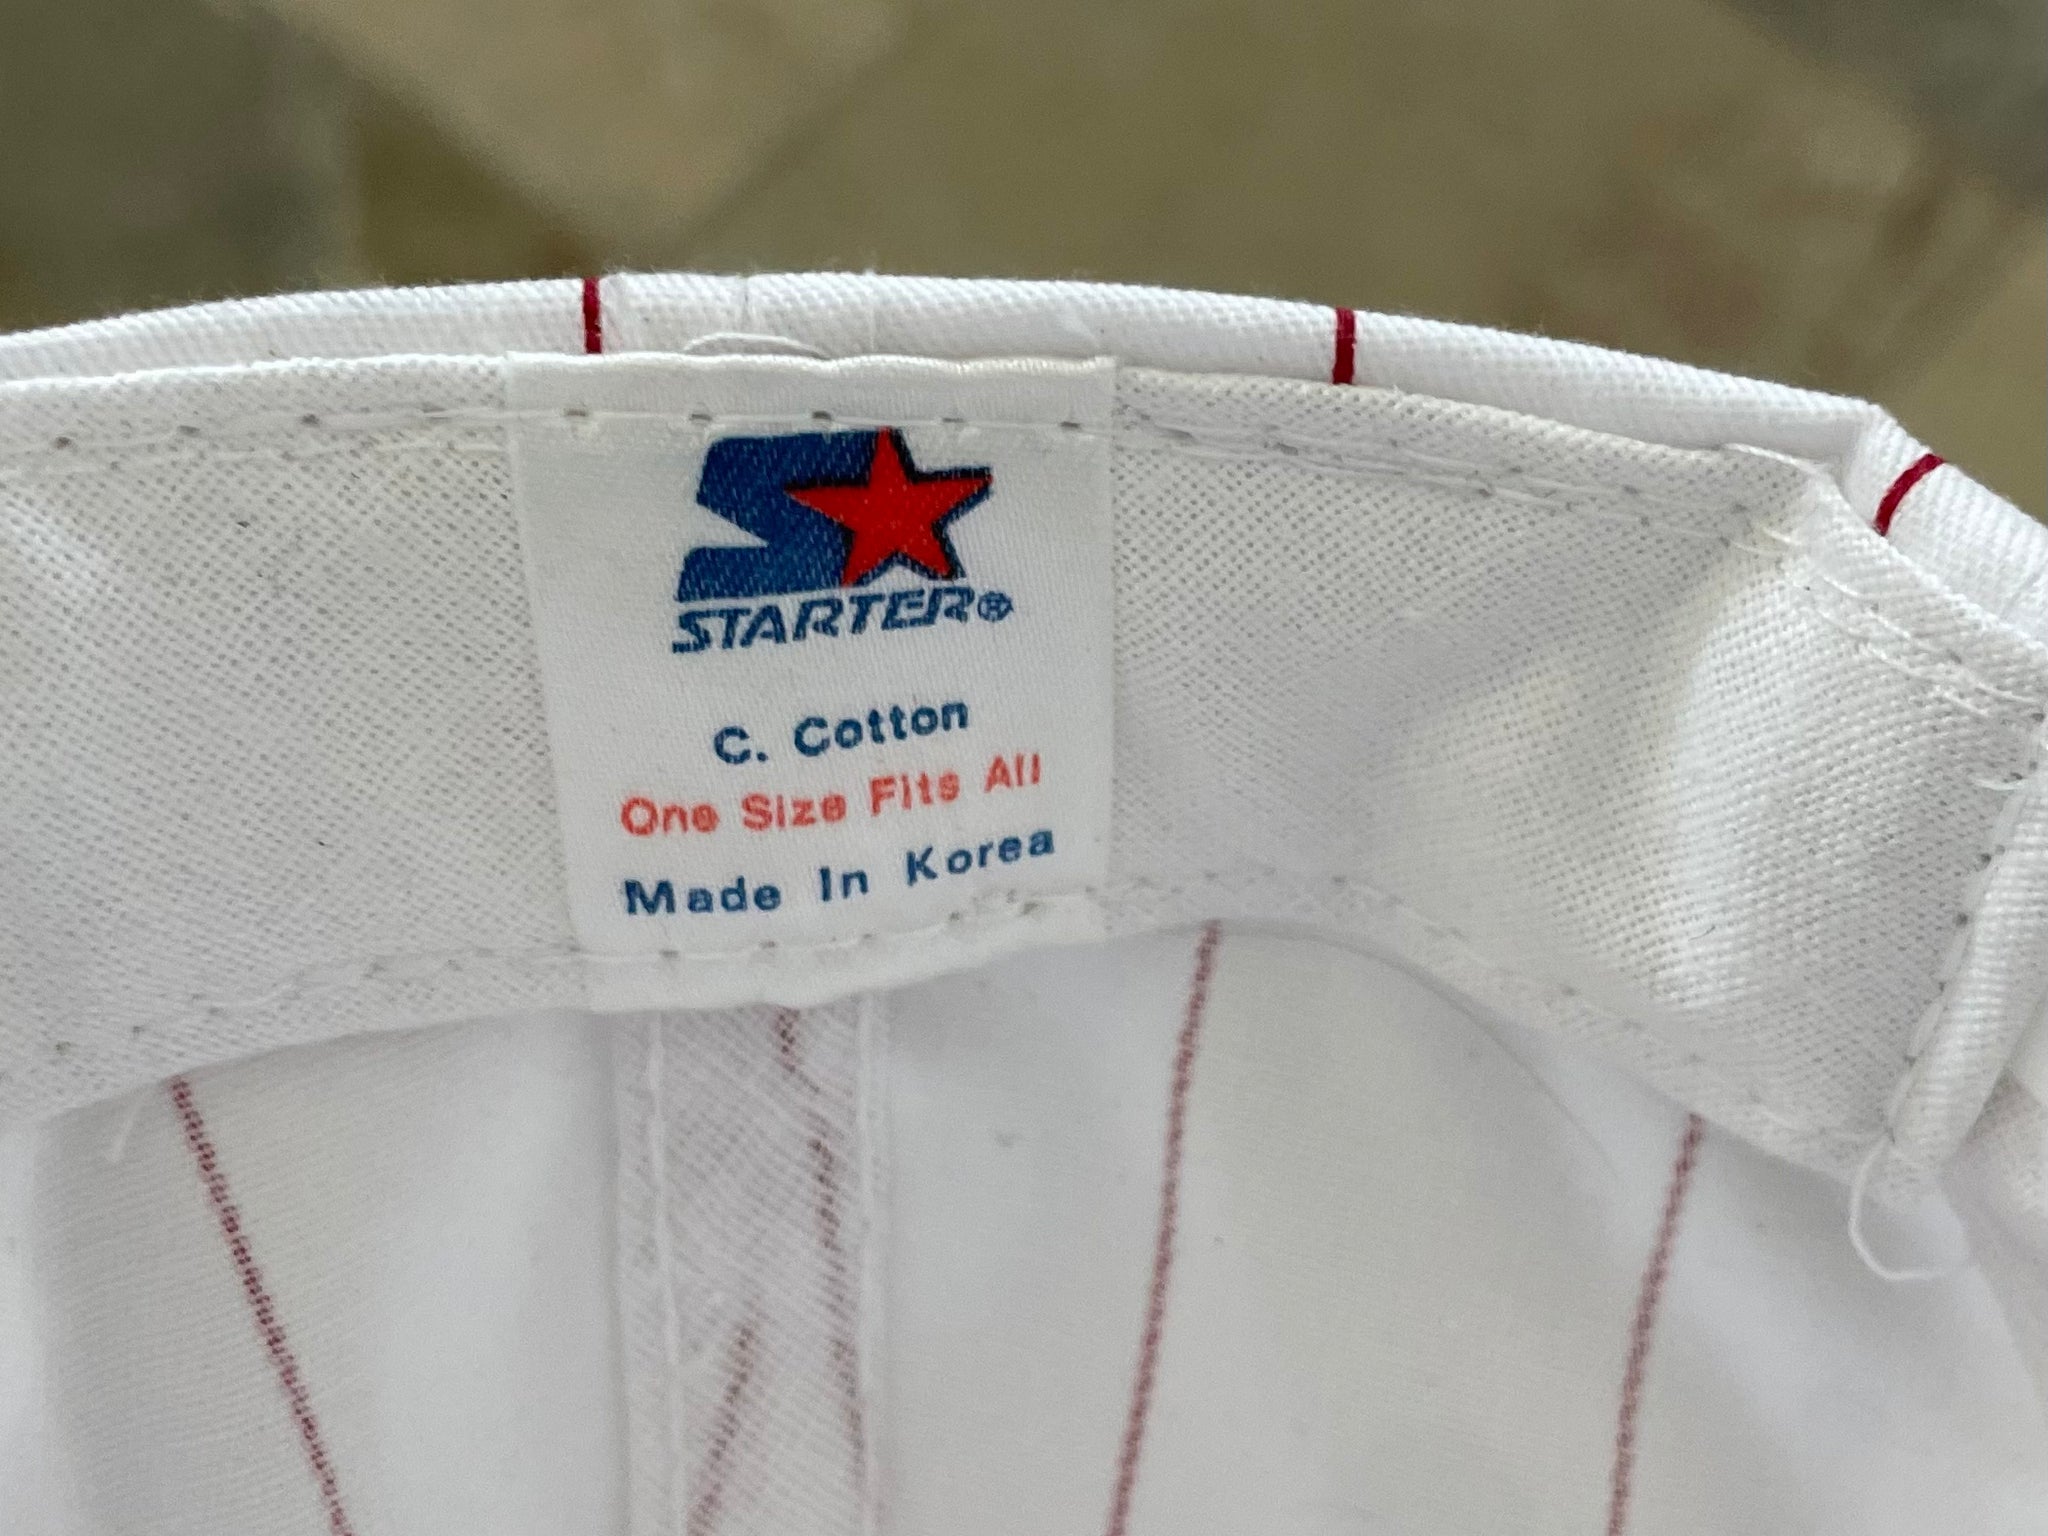 STARTER®
C. Cotton
One Size Fits All
Made In Korea